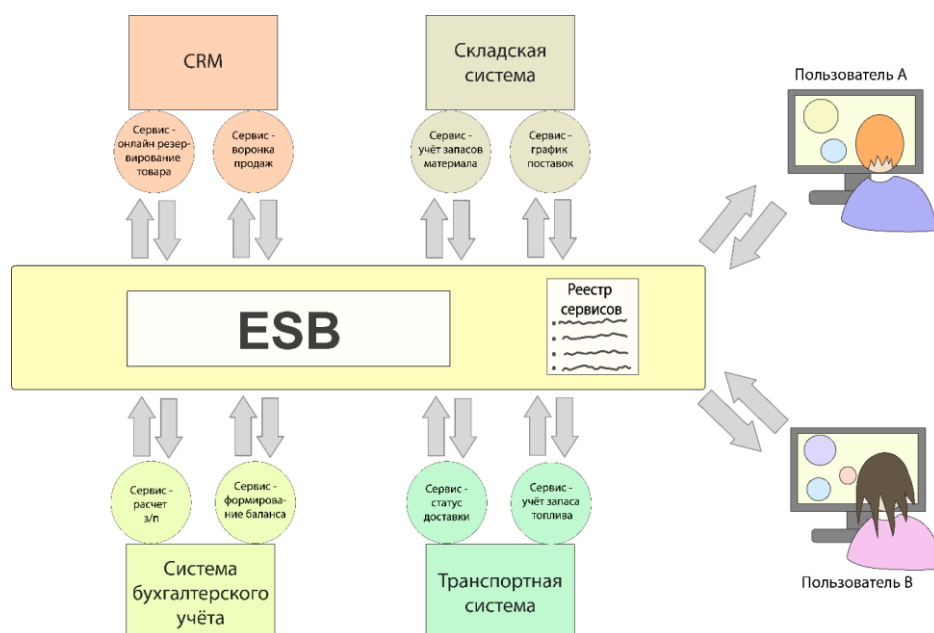 CRM
Складская
система
Пользователь A
Сервис -
онлайн резер-
вирование
товара
Сервис -
воронка
продаж
Сервис -
учёт запасов
материала
Сервис -
график
поставок
ESB
Реестр
сервисов
Сервис -
расчет
з/п
Сервис -
формирова-
ние баланса
Сервис -
статус
доставки
Сервис -
учёт запаса
топлива
Система
бухгалтерского
учёта
Транспортная
система
Пользователь B